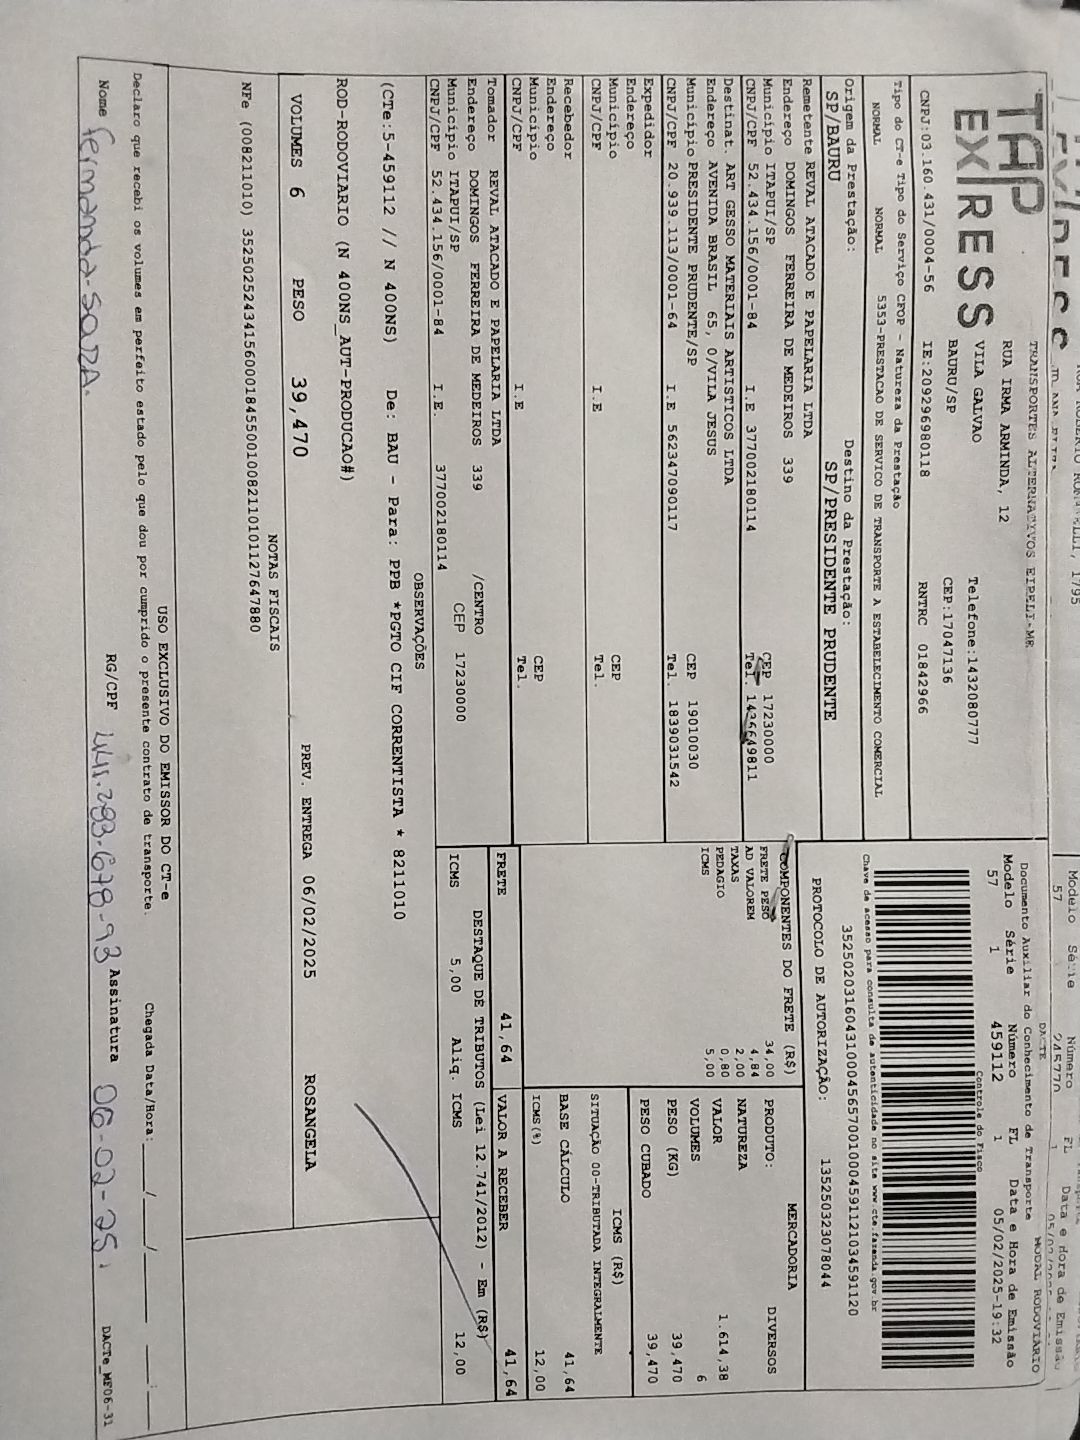 TRANSPORTES ALTERNATIVOS EIRELI-ME
TAP
EXPRESS
RUA IRMA ARMINDA, 12
VILA GALVAO
Telefone:1432080777
BAURU/SP
CEP:17047136
CNPJ:03.160.431/0004-56
IE:209296980118
RNTRC 01842966
DACTE
MODAL RODOVIÁRIO
Documento Auxiliar do Conhecimento de Transporte
Modelo Série Número FL Data e Hora de Emissão
57 1 459112 1 05/02/2025-19:32
Controle do Fisco
Chave de acesso para consulta de autenticidade no site www.cte.fazenda.gov.br
Tipo do CT-e Tipo do Serviço CFOP - Natureza da Prestação
NORMAL NORMAL 5353-PRESTACAO DE SERVICO DE TRANSPORTE A ESTABELECIMENTO COMERCIAL
PROTOCOLO DE AUTORIZAÇÃO: 135250323078044
Origem da Prestação: Destino da Prestação:
SP/BAURU SP/PRESIDENTE PRUDENTE
Remetente REVAL ATACADO E PAPELARIA LTDA
Endereço DOMINGOS FERREIRA DE MEDEIROS 339
Município ITAPUI/SP CEP 17230000
CNPJ/CPF 52.434.156/0001-84 I.E 377002180114
Destinat. ART GESSO MATERIAIS ARTISTICOS LTDA
Endereço AVENIDA BRASIL 65, 0/VILA JESUS
Município PRESIDENTE PRUDENTE/SP CEP 19010030
CNPJ/CPF 20.939.113/0001-64 I.E 562347090117 Tel. 1839031542
Expedidor
Endereço
Município CEP
CNPJ/CPF I.E Tel.
Recebedor
Endereço
Município CEP
CNPJ/CPF I.E Tel.
Tomador REVAL ATACADO E PAPELARIA LTDA
Endereço DOMINGOS FERREIRA DE MEDEIROS 339 /CENTRO
Município ITAPUI/SP CEP 17230000
CNPJ/CPF 52.434.156/0001-84 I.E. 377002180114
COMPONENTES DO FRETE (R$)
FRETE PESO 34,00
AD VALOREM 4,84
TAXAS 2,00
PEDAGIO 0,80
ICMS 5,00
MERCADORIA
PRODUTO: DIVERSOS
NATUREZA
VALOR 1.614,38
VOLUMES 6
PESO (KG) 39,470
PESO CUBADO 39,470
ICMS (R$)
SITUAÇÃO 00-TRIBUTADA INTEGRALMENTE
BASE CÁLCULO 41,64
ICMS(%) 12,00
FRETE 41,64 VALOR A RECEBER 41,64
DESTAQUE DE TRIBUTOS (Lei 12.741/2012) - Em (R$)
ICMS 5,00 Aliq. ICMS 12,00
OBSERVAÇÕES
(CTe:5-459112 // N 400NS) De: BAU - Para: PPB *PGTO CIF CORRENTISTA * 8211010
ROD-RODOVIARIO (N 400NS_AUT-PRODUCAO#)
VOLUMES 6 PESO 39,470 PREV. ENTREGA 06/02/2025 ROSANGELA
NOTAS FISCAIS
USO EXCLUSIVO DO EMISSOR DO CT-e
Declaro que recebi os volumes em perfeito estado pelo que dou por cumprido o presente contrato de transporte. Chegada Data/Hora: ___/___/______ ___:___
Nome Fernanda RG/CPF 441.283.678-93 Assinatura 06-02-25
DACTe_MF06-31